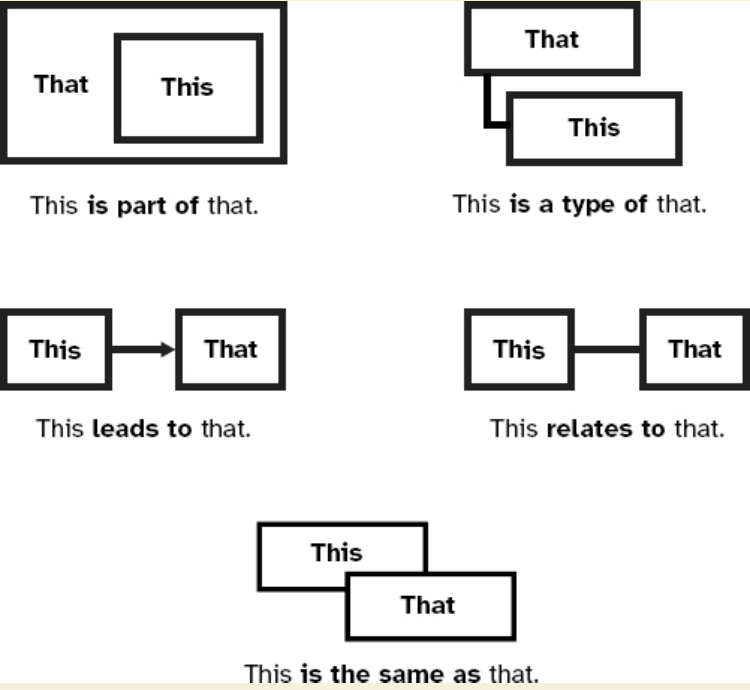 That
This
This is part of that.
That
This
This is a type of that.
This
That
This leads to that.
This
That
This relates to that.
This
That
This is the same as that.